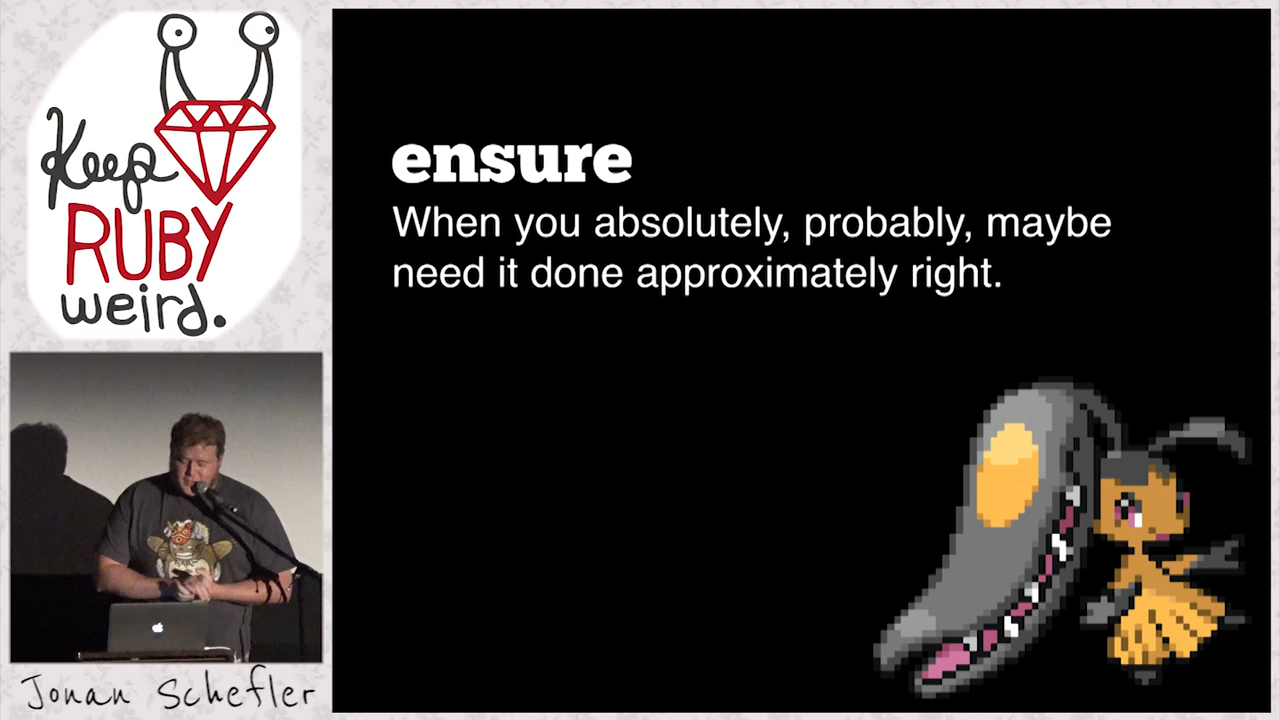 Keep
RUBY
weird.
ensure
When you absolutely, probably, maybe
need it done approximately right.
Jonan Schefler